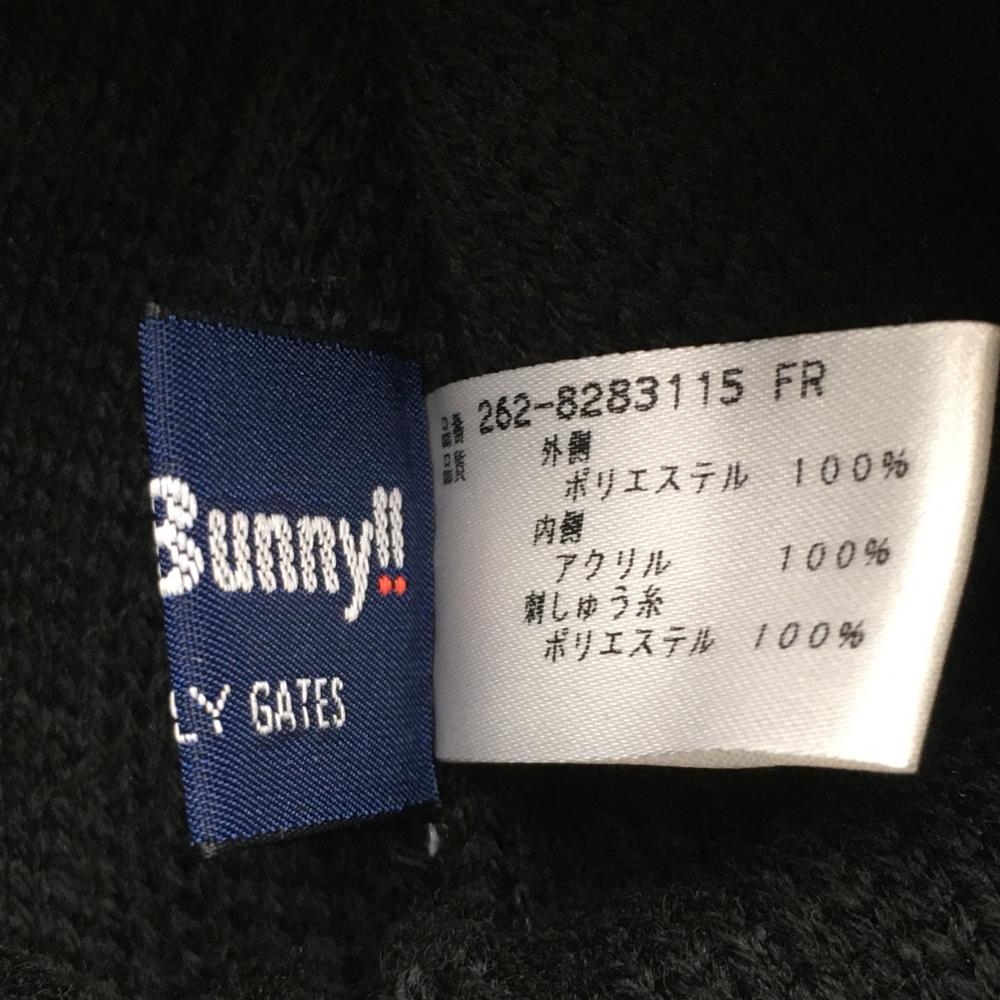 Bunny!!
LY GATES
262-8283115 FR
外側
ポリエステル 100%
内側
アクリル 100%
刺しゅう糸
ポリエステル 100%